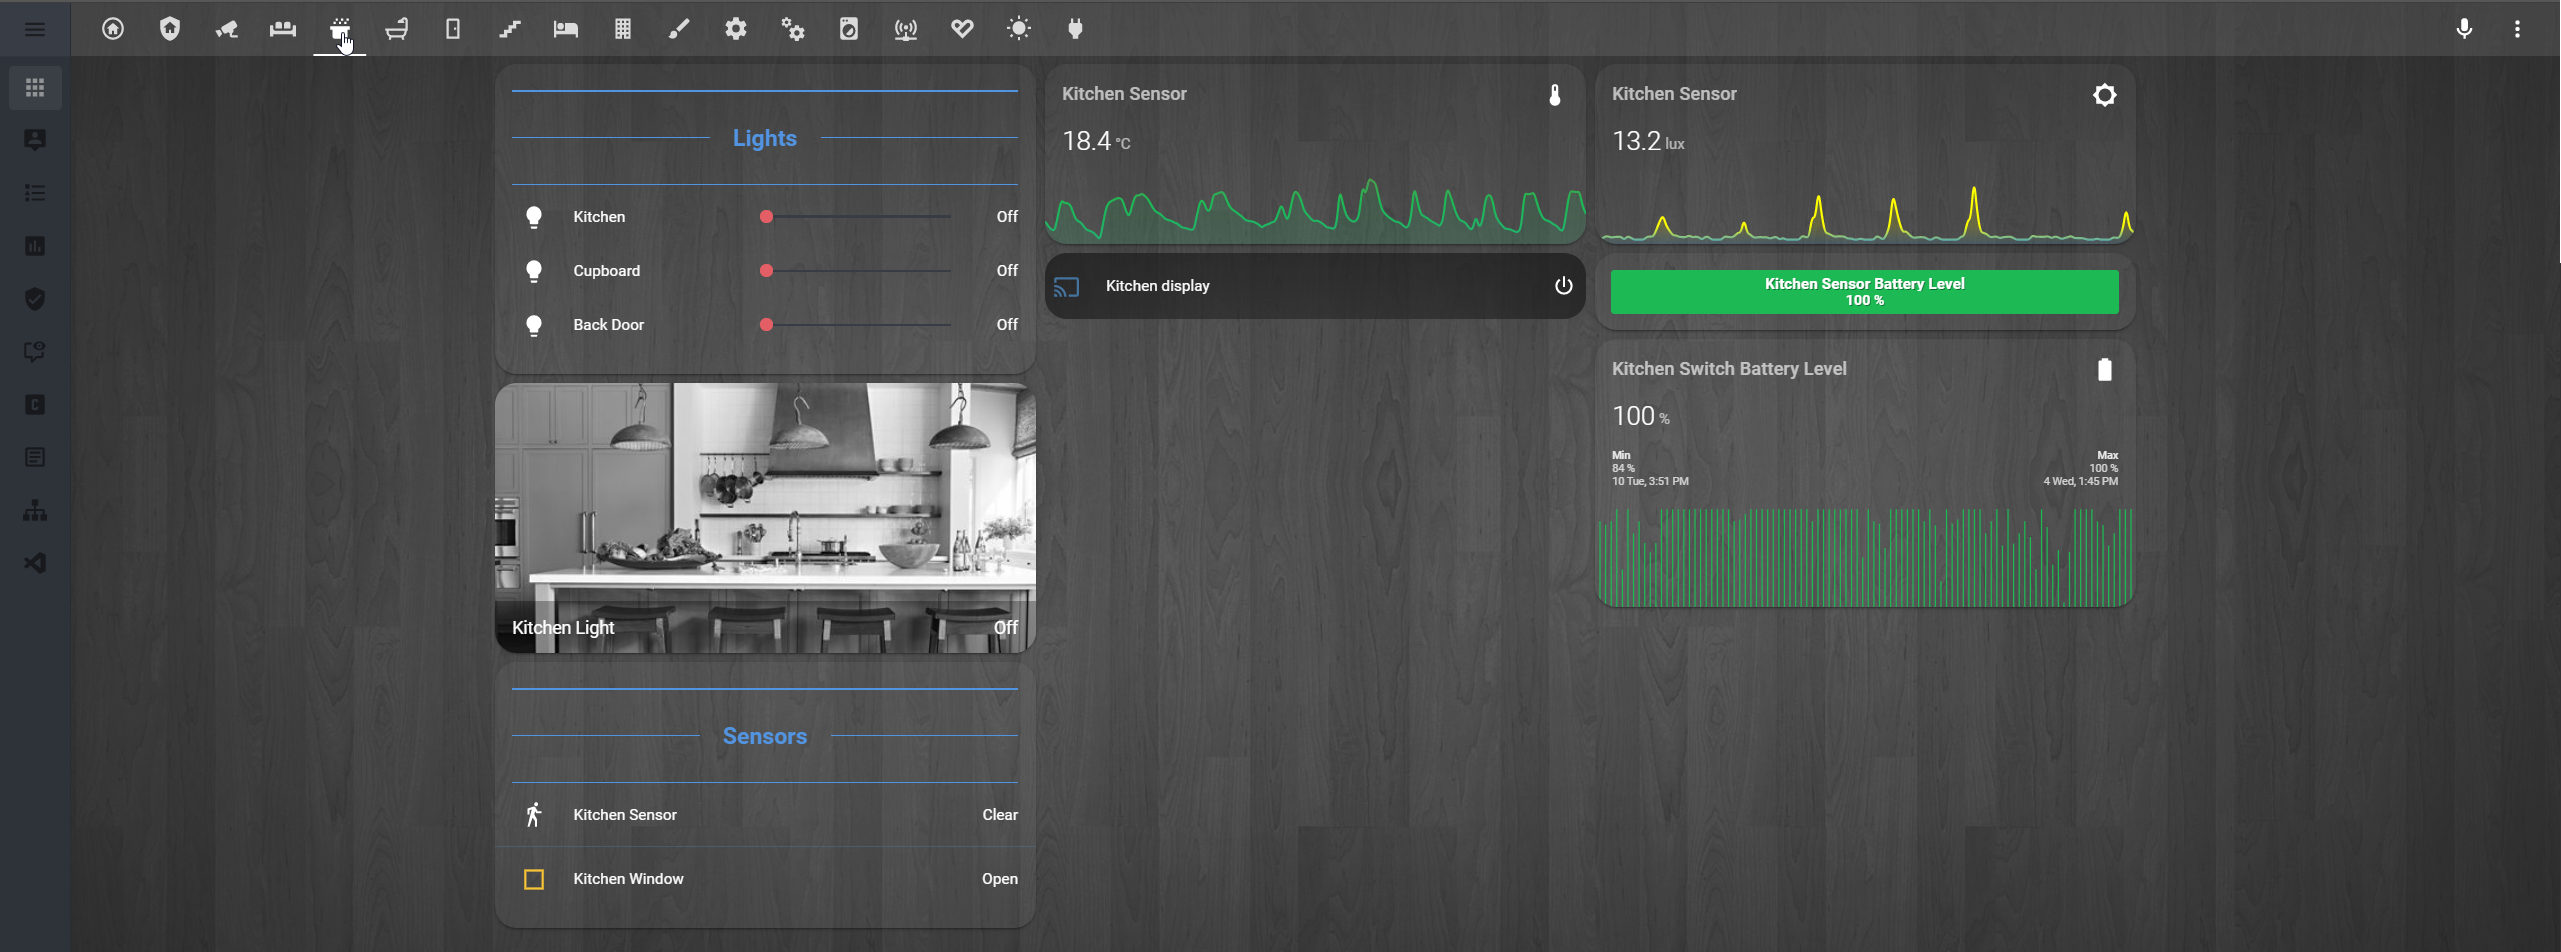 Lights
Kitchen Off
Cupboard Off
Back Door Off
Kitchen Light Off
Sensors
Kitchen Sensor Clear
Kitchen Window Open
Kitchen Sensor
18.4 °C
Kitchen display
Kitchen Sensor
13.2 lux
Kitchen Sensor Battery Level
100 %
Kitchen Switch Battery Level
100 %
Min Max
84 % 100 %
10 Tue, 3:51 PM 4 Wed, 1:45 PM
C